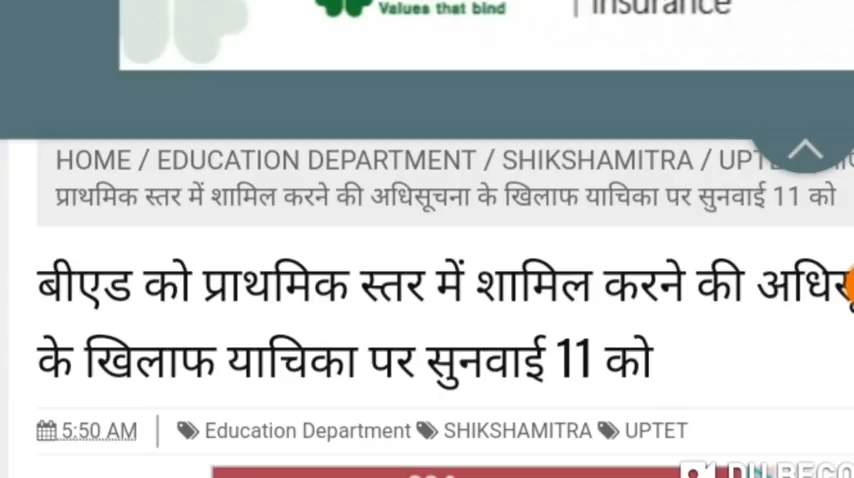 Values that bind
Insurance
HOME / EDUCATION DEPARTMENT / SHIKSHAMITRA /
प्राथमिक स्तर में शामिल करने की अधिसूचना के खिलाफ याचिका पर सुनवाई 11 को
बीएड को प्राथमिक स्तर में शामिल करने की
के खिलाफ याचिका पर सुनवाई 11 को
5:50 AM Education Department SHIKSHAMITRA UPTET